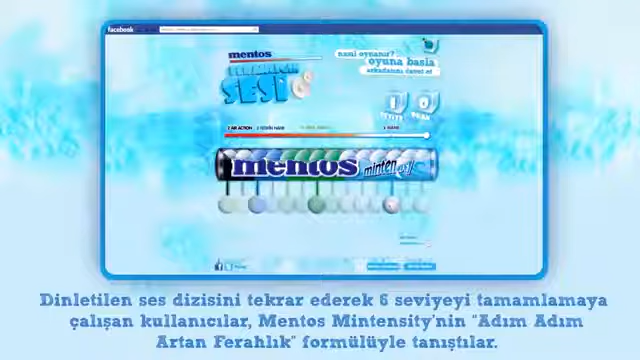 facebook
mentos
SESİ
nasıl oynanır?
oyuna başla
arkadaşını davet et
mentos
Dinletilen ses dizisini tekrar ederek 6 seviyeyi tamamlamaya
çalışan kullanıcılar, Mentos Mintensity'nin "Adım Adım
Artan Ferahlık" formülüyle tanıştılar.